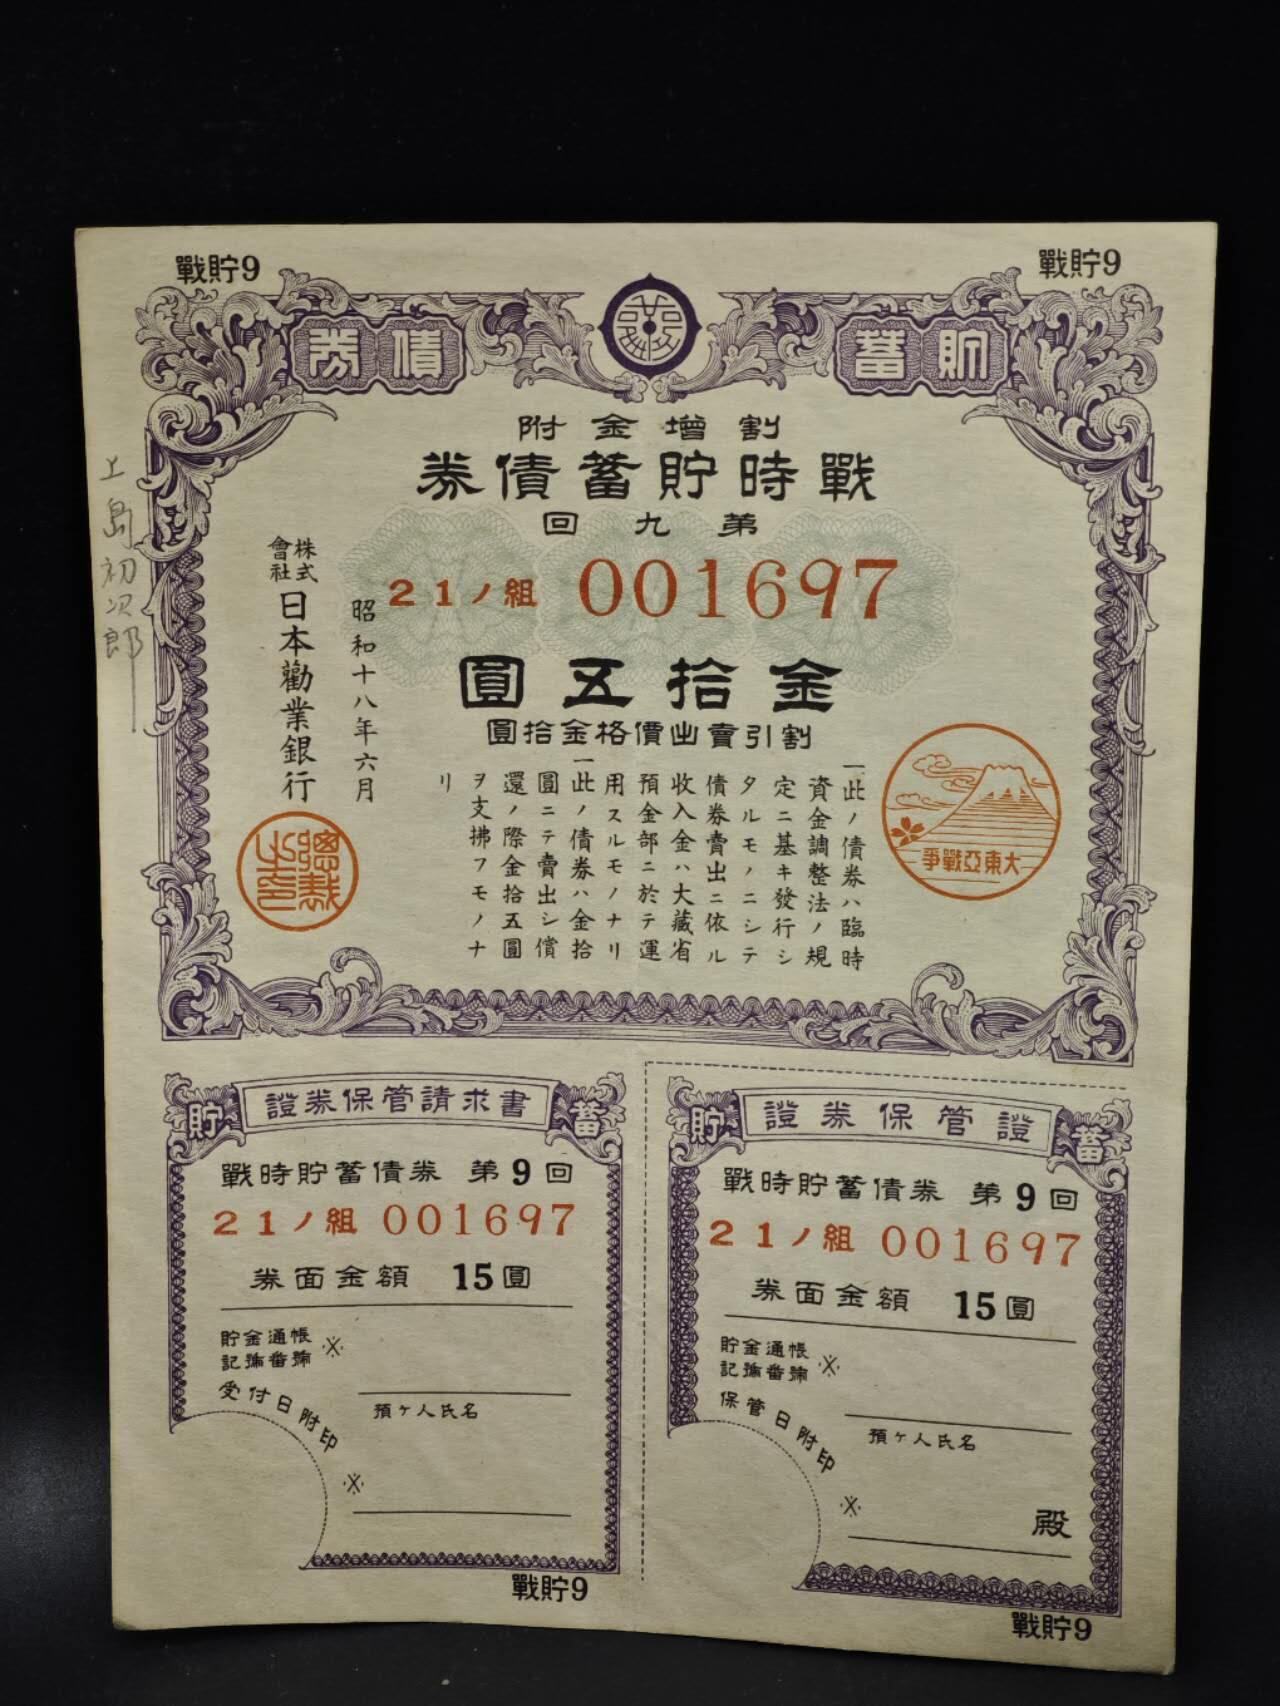 戰貯9
戰貯9
貯蓄
債券
割增金附
戰時貯蓄債券
第九回
21ノ組 001697
金拾五圓
割引賣出價格金拾圓
一此ノ債券ハ臨時
資金調整法ノ規
定ニ基キ發行シ
タルモノニシテ
債券賣出ニ依ル
收入金ハ大藏省
預金部ニ於テ運
用スルモノナリ
一此ノ債券ハ金拾
圓ニテ賣出シ償
還ノ際金拾五圓
ヲ支拂フモノナ
リ
大東亞戰爭
昭和十八年六月
株式會社日本勸業銀行
總裁之印
上島初次郎
證券保管請求書
貯
蓄
戰時貯蓄債券 第9回
21ノ組 001697
券面金額 15圓
貯金通帳
記號番號 ※
預ケ人氏名
受付日附印
※
戰貯9
證券保管證
貯
蓄
戰時貯蓄債券 第9回
21ノ組 001697
券面金額 15圓
貯金通帳
記號番號 ※
預ケ人氏名
保管日附印
※
殿
戰貯9